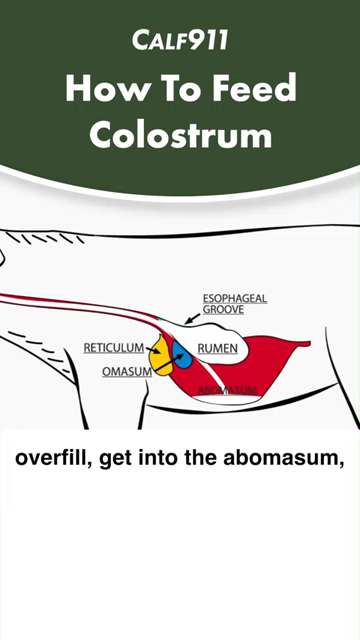 CALF911
How To Feed
Colostrum
ESOPHAGEAL
GROOVE
RETICULUM
RUMEN
OMASUM
ABOMASUM
overfill, get into the abomasum,